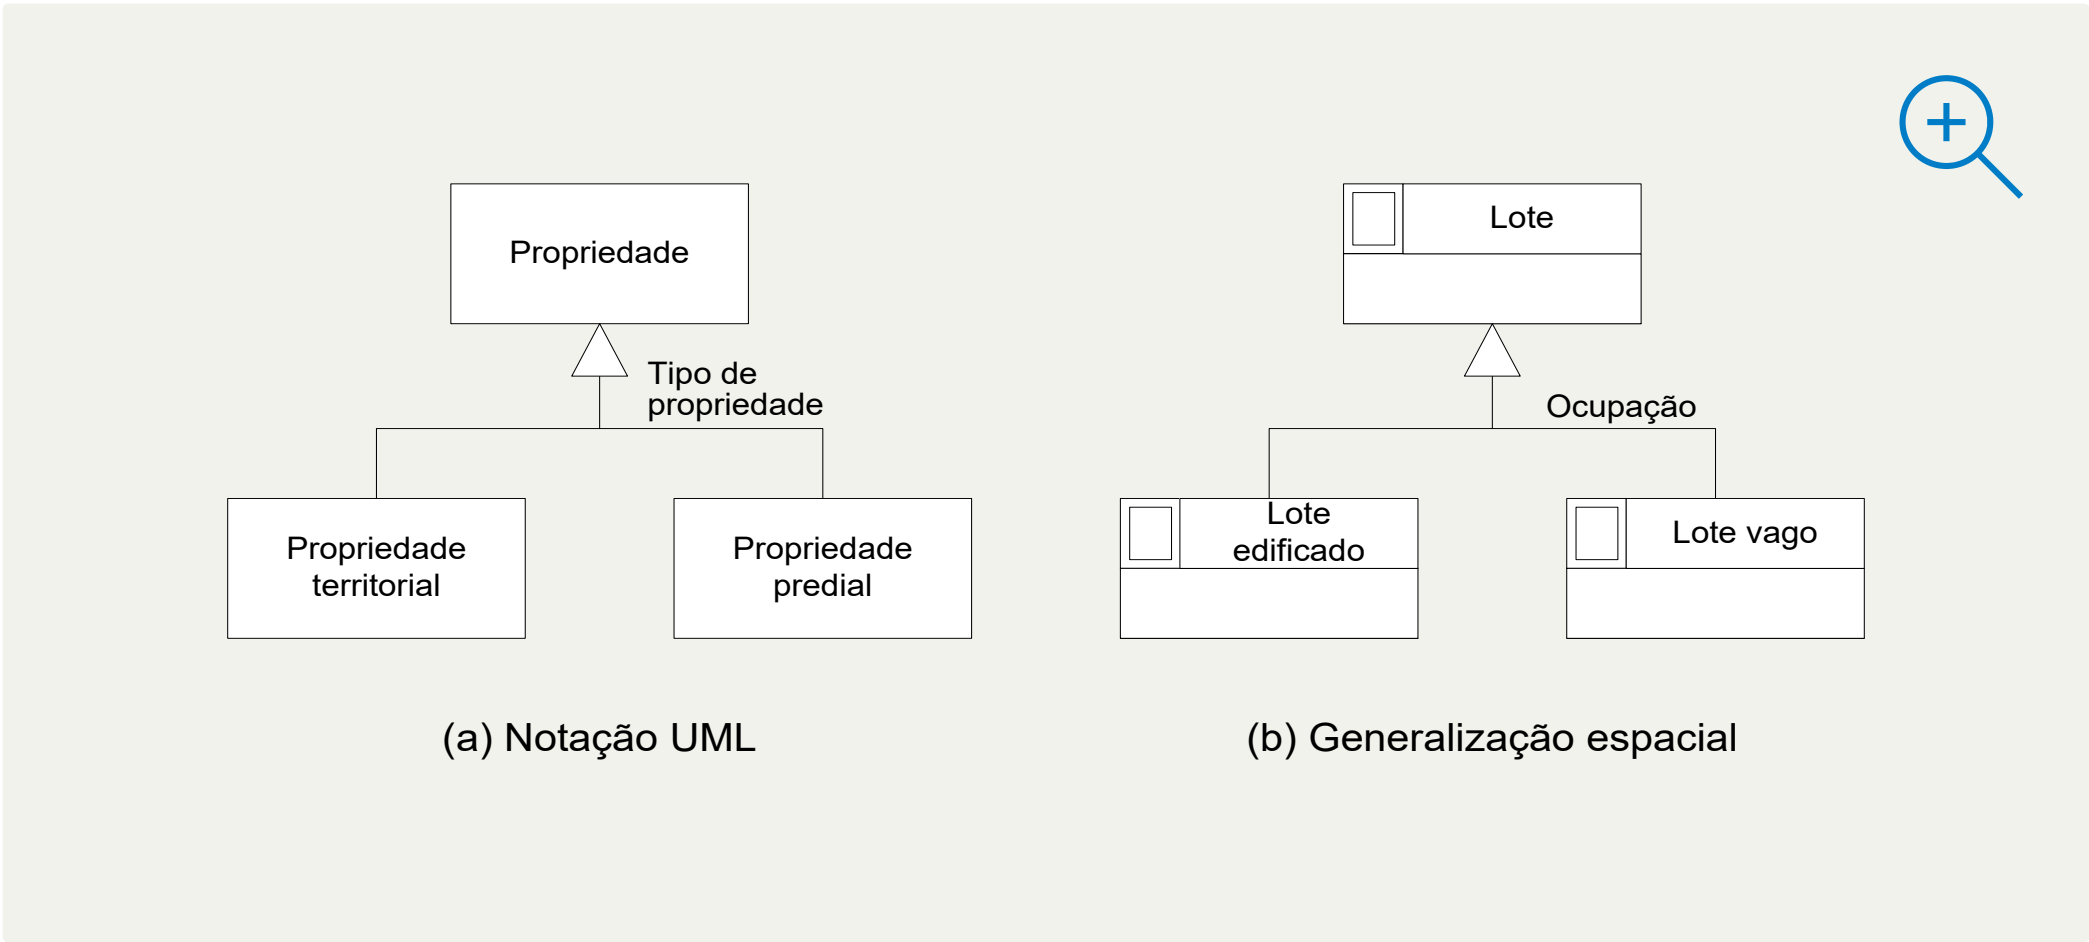 Propriedade
Tipo de
propriedade
Propriedade
territorial
Propriedade
predial
(a) Notação UML
Lote
Ocupação
Lote
edificado
Lote vago
(b) Generalização espacial